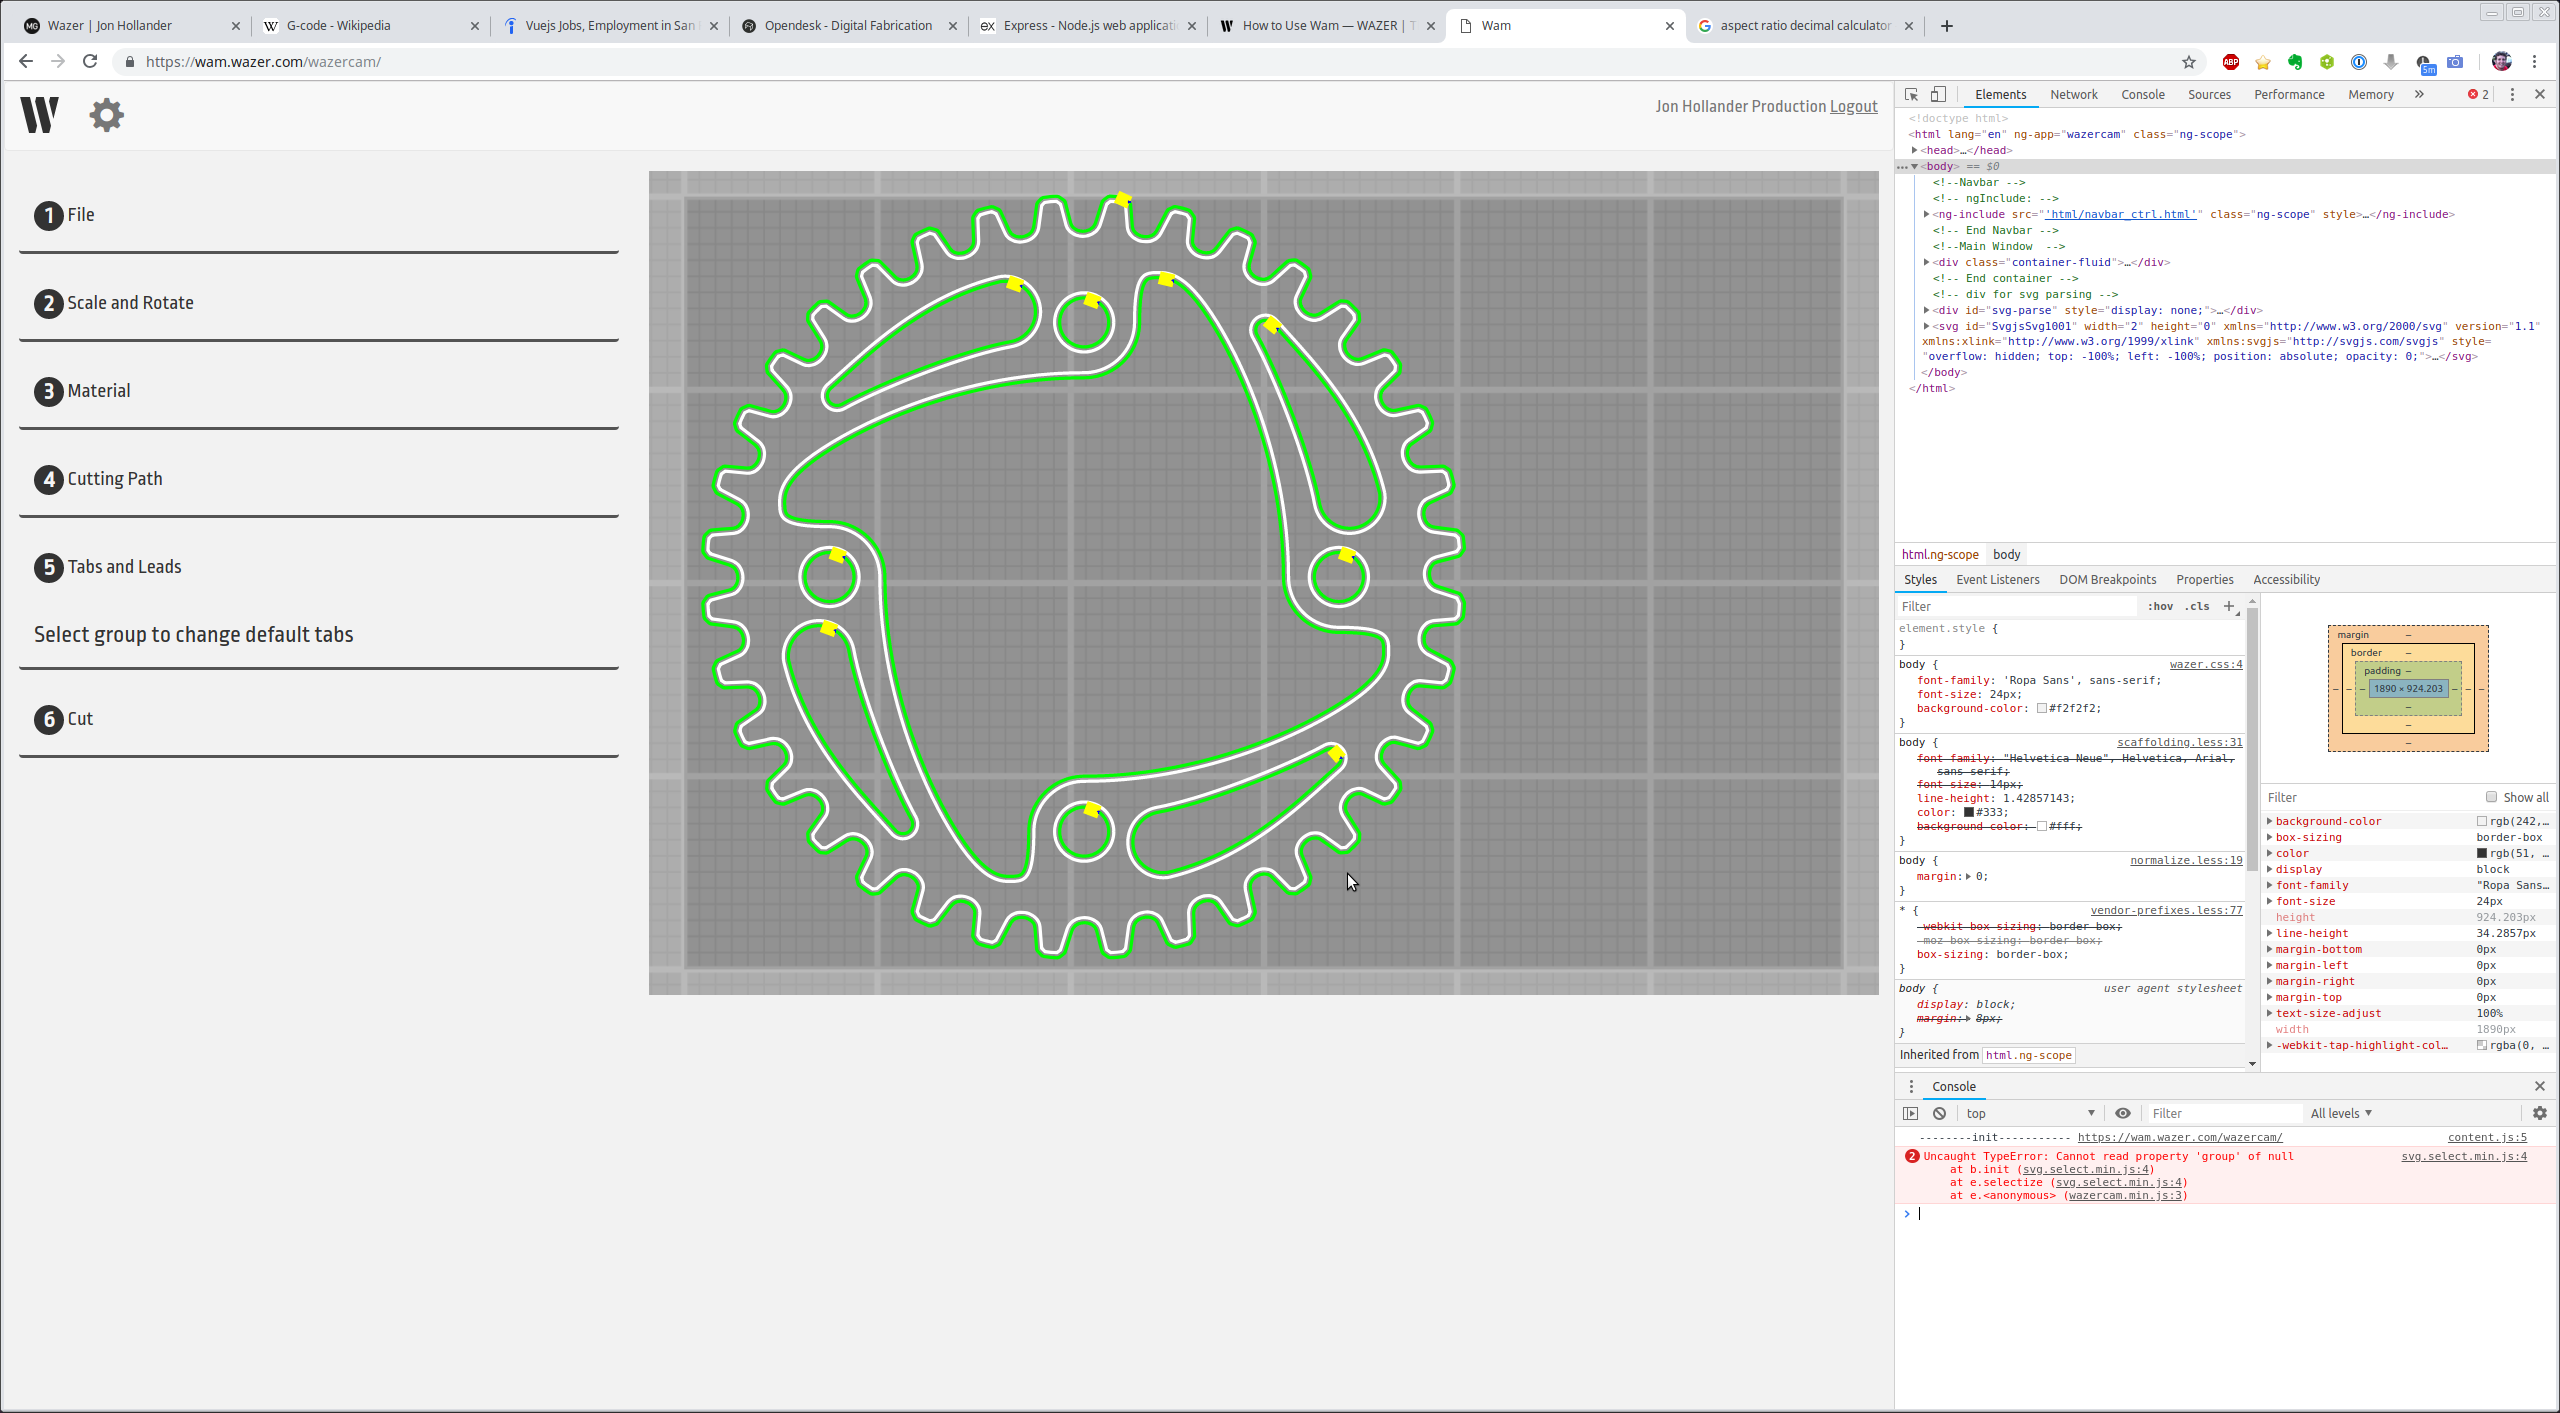 Wazer | Jon Hollander
G-code - Wikipedia
Vuejs Jobs, Employment in San
Opendesk - Digital Fabrication
Express - Node.js web applicati
How to Use Wam — WAZER | T
Wam
aspect ratio decimal calculator
https://wam.wazer.com/wazercam/
ABP
5m
Jon Hollander Production Logout
1 File
2 Scale and Rotate
3 Material
4 Cutting Path
5 Tabs and Leads
Select group to change default tabs
6 Cut
Elements Network Console Sources Performance Memory » 2
<!doctype html>
<html lang="en" ng-app="wazercam" class="ng-scope">
<head>…</head>
<body> == $0
<!--Navbar -->
<!-- ngInclude: -->
<ng-include src="'html/navbar_ctrl.html'" class="ng-scope" style>…</ng-include>
<!-- End Navbar -->
<!--Main Window  -->
<div class="container-fluid">…</div>
<!-- End container -->
<!-- div for svg parsing -->
<div id="svg-parse" style="display: none;">…</div>
<svg id="SvgjsSvg1001" width="2" height="0" xmlns="http://www.w3.org/2000/svg" version="1.1"
xmlns:xlink="http://www.w3.org/1999/xlink" xmlns:svgjs="http://svgjs.com/svgjs" style=
"overflow: hidden; top: -100%; left: -100%; position: absolute; opacity: 0;">…</svg>
</body>
</html>
html.ng-scope body
Styles Event Listeners DOM Breakpoints Properties Accessibility
Filter :hov .cls +
element.style {
}
body { wazer.css:4
font-family: 'Ropa Sans', sans-serif;
font-size: 24px;
background-color: #f2f2f2;
}
body { scaffolding.less:31
font-family: "Helvetica Neue", Helvetica, Arial,
sans-serif;
font-size: 14px;
line-height: 1.42857143;
color: #333;
background-color: #fff;
}
body { normalize.less:19
margin: 0;
}
* { vendor-prefixes.less:77
-webkit-box-sizing: border-box;
-moz-box-sizing: border-box;
box-sizing: border-box;
}
body { user agent stylesheet
display: block;
margin: 8px;
}
Inherited from html.ng-scope
margin –
border –
padding –
– – – 1890 × 924.203 – – –
–
–
–
Filter Show all
background-color rgb(242,…
box-sizing border-box
color rgb(51, …
display block
font-family "Ropa Sans…
font-size 24px
height 924.203px
line-height 34.2857px
margin-bottom 0px
margin-left 0px
margin-right 0px
margin-top 0px
text-size-adjust 100%
width 1890px
-webkit-tap-highlight-col… rgba(0, …
Console
top Filter All levels
--------init----------- https://wam.wazer.com/wazercam/ content.js:5
2 Uncaught TypeError: Cannot read property 'group' of null svg.select.min.js:4
at b.init (svg.select.min.js:4)
at e.selectize (svg.select.min.js:4)
at e.<anonymous> (wazercam.min.js:3)
>